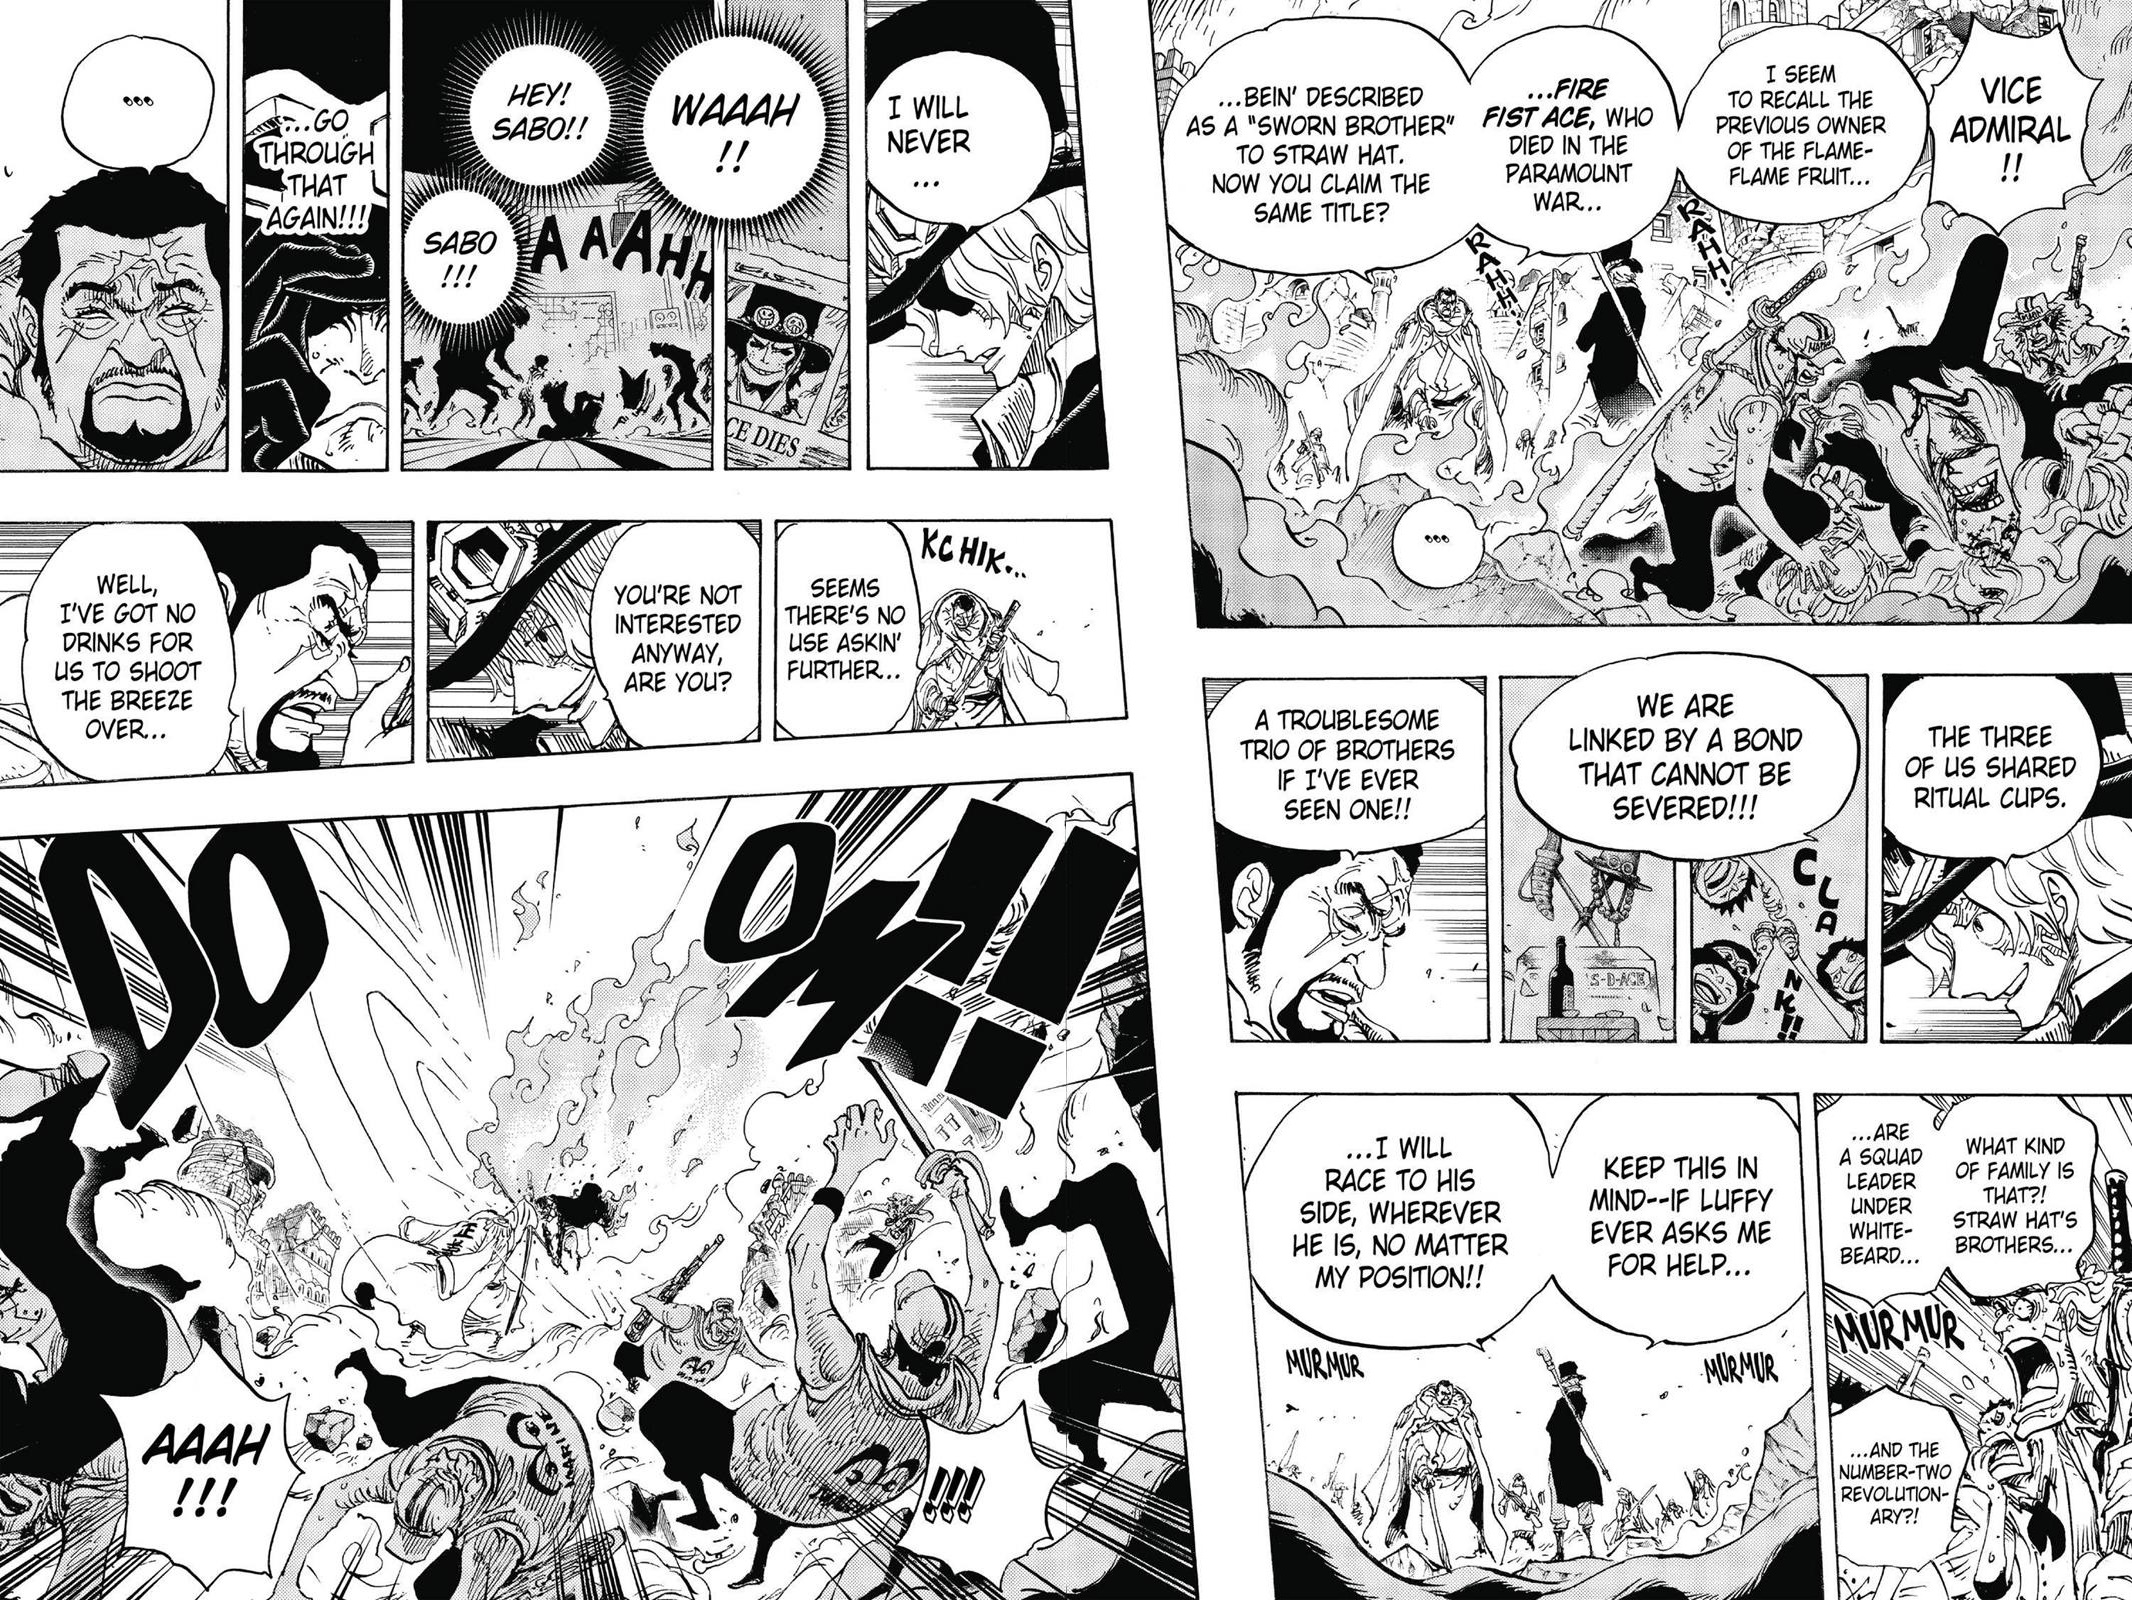 VICE
ADMIRAL
!!
I SEEM
TO RECALL THE
PREVIOUS OWNER
OF THE FLAME-
FLAME FRUIT...
...FIRE
FIST ACE, WHO
DIED IN THE
PARAMOUNT
WAR...
...BEIN' DESCRIBED
AS A "SWORN BROTHER"
TO STRAW HAT.
NOW YOU CLAIM THE
SAME TITLE?
RAHH!
RAHH!
...
THE THREE
OF US SHARED
RITUAL CUPS.
CLA
NK!!
WE ARE
LINKED BY A BOND
THAT CANNOT BE
SEVERED!!!
S-D-ACE
A TROUBLESOME
TRIO OF BROTHERS
IF I'VE EVER
SEEN ONE!!
WHAT KIND
OF FAMILY IS
THAT?!
STRAW HAT'S
BROTHERS...
...ARE
A SQUAD
LEADER
UNDER
WHITE-
BEARD...
MURMUR
...AND THE
NUMBER-TWO
REVOLUTION-
ARY?!
KEEP THIS IN
MIND--IF LUFFY
EVER ASKS ME
FOR HELP...
...I WILL
RACE TO HIS
SIDE, WHEREVER
HE IS, NO MATTER
MY POSITION!!
MURMUR
MURMUR
I WILL
NEVER
...
WAAAH
!!
HEY!
SABO!!
SABO
!!!
AAAHH
CE DIES
...GO
THROUGH
THAT
AGAIN!!!
...
KCHIK...
SEEMS
THERE'S NO
USE ASKIN'
FURTHER...
YOU'RE NOT
INTERESTED
ANYWAY,
ARE YOU?
WELL,
I'VE GOT NO
DRINKS FOR
US TO SHOOT
THE BREEZE
OVER...
DOOM!!
MARINE
AAAH
!!!
!!!!